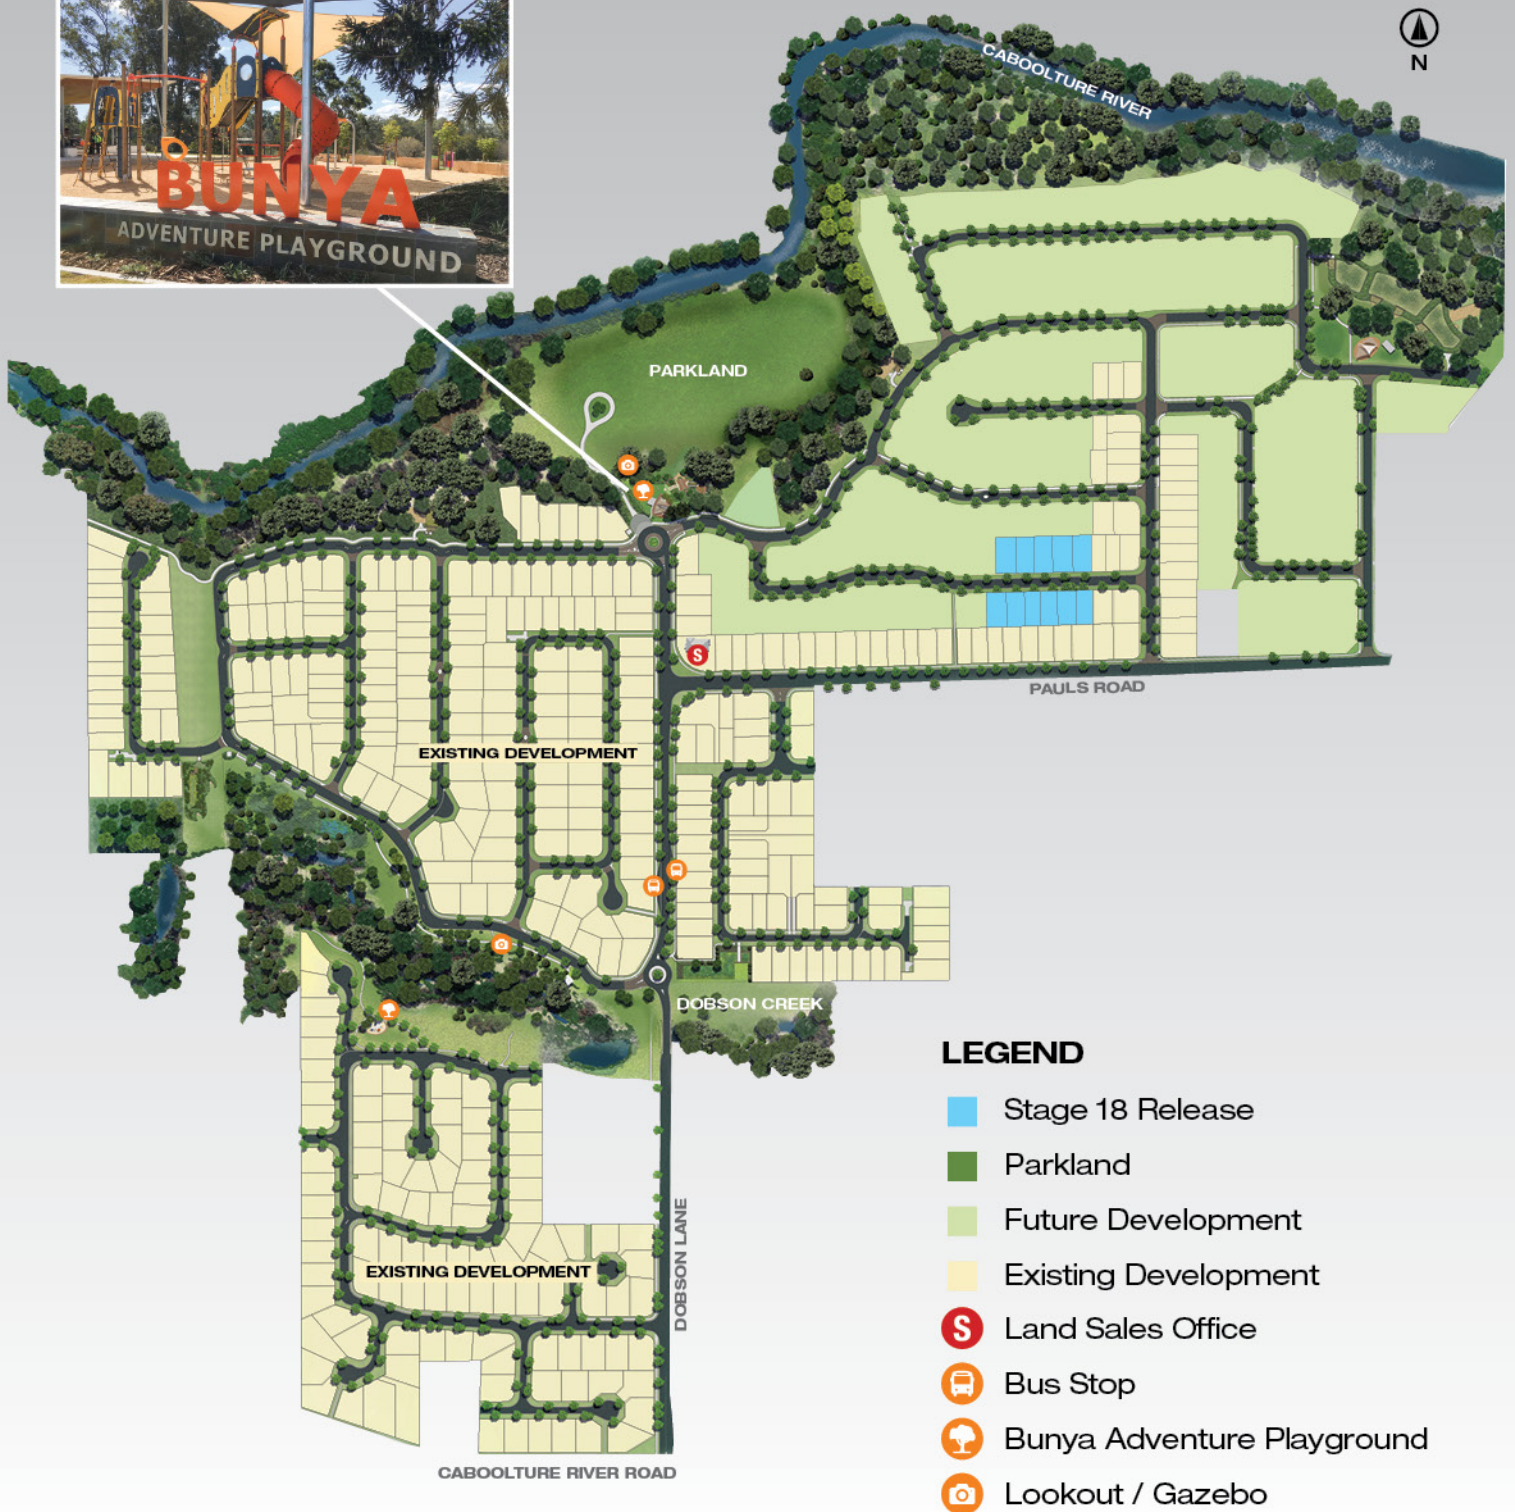 BUNYA
ADVENTURE PLAYGROUND
N
CABOOLTURE RIVER
PARKLAND
S
PAULS ROAD
EXISTING DEVELOPMENT
DOBSON CREEK
DOBSON LANE
EXISTING DEVELOPMENT
CABOOLTURE RIVER ROAD
LEGEND
Stage 18 Release
Parkland
Future Development
Existing Development
S Land Sales Office
Bus Stop
Bunya Adventure Playground
Lookout / Gazebo